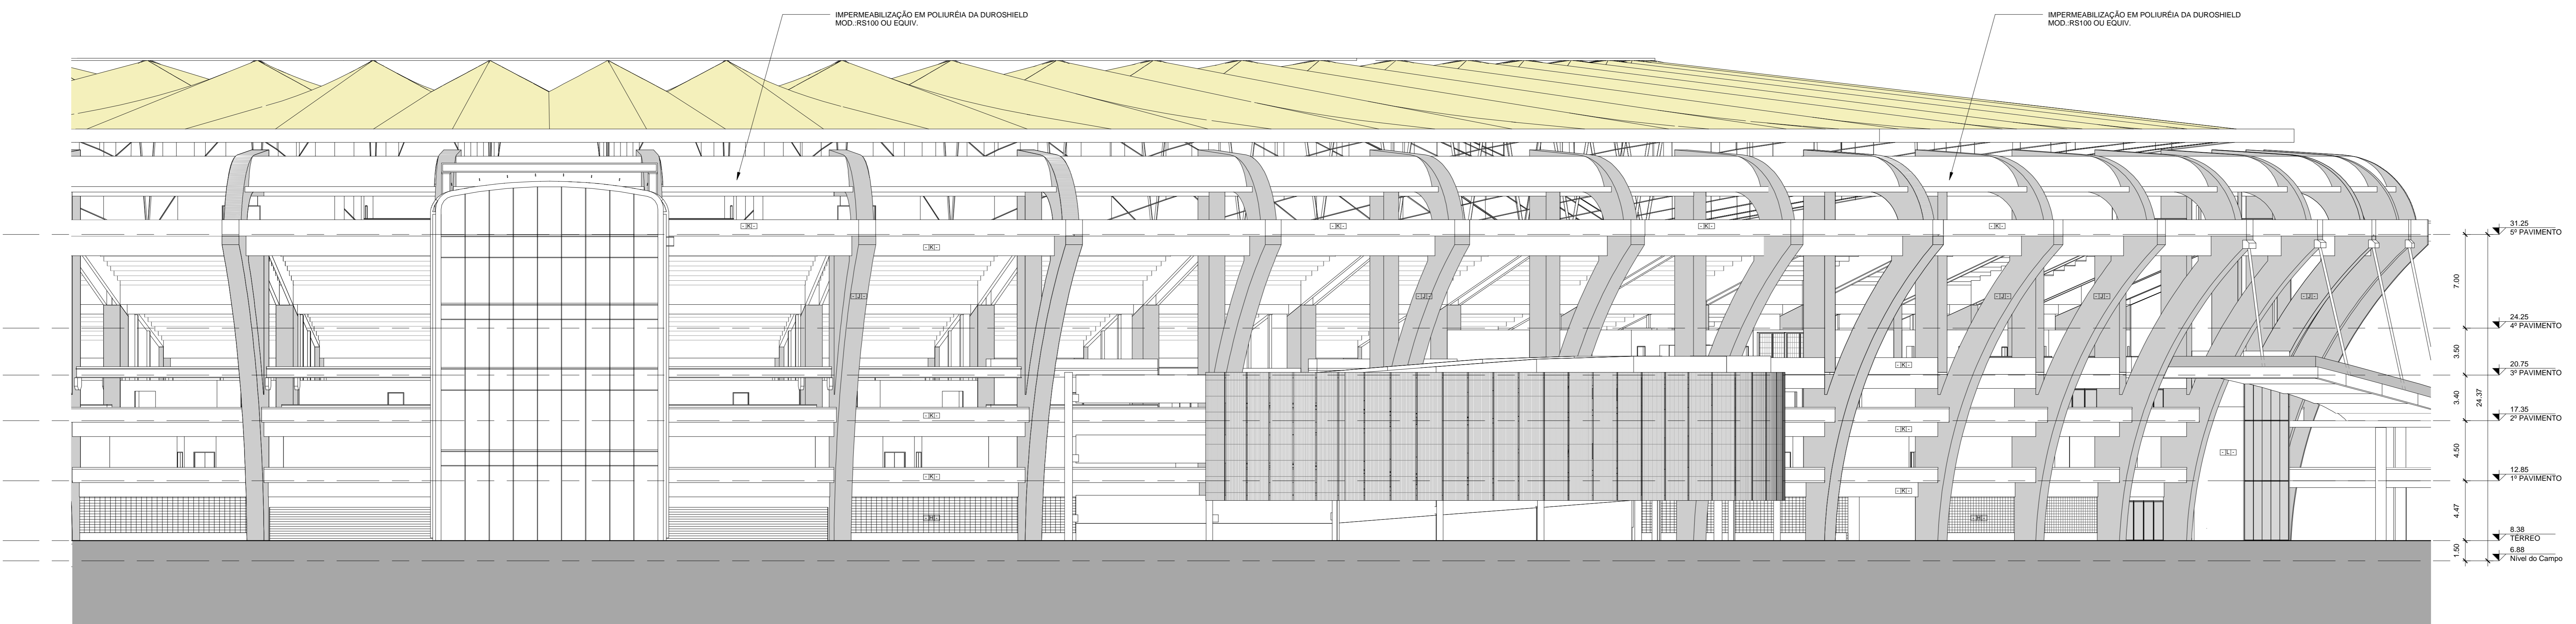 IMPERMEABILIZAÇÃO EM POLIURÉIA DA DUROSHIELD
MOD.:RS100 OU EQUIV.
IMPERMEABILIZAÇÃO EM POLIURÉIA DA DUROSHIELD
MOD.:RS100 OU EQUIV.
-K-
-K-
-K-
-K-
-K-
31.25
5º PAVIMENTO
-J-
-J-
-J-
-J-
-J-
7.00
24.25
4º PAVIMENTO
3.50
-K-
20.75
3º PAVIMENTO
3.40
24.37
-K-
17.35
2º PAVIMENTO
-K-
4.50
-L-
-K-
12.85
1º PAVIMENTO
-K-
4.47
8.38
TÉRREO
1.50
6.88
Nível do Campo